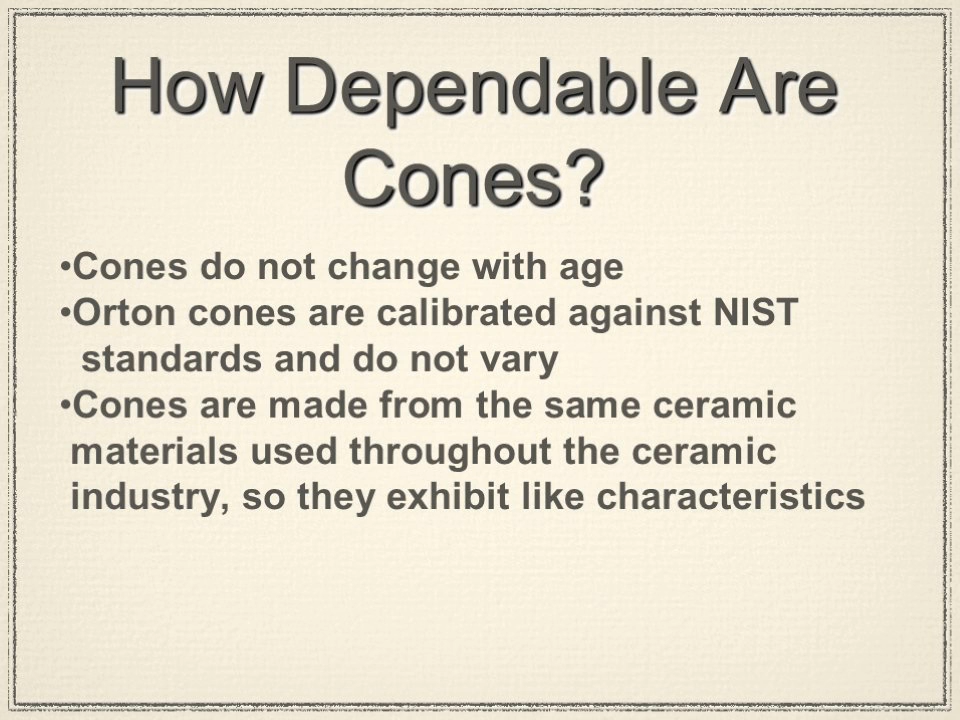 How Dependable Are
Cones?
•Cones do not change with age
•Orton cones are calibrated against NIST
standards and do not vary
•Cones are made from the same ceramic
materials used throughout the ceramic
industry, so they exhibit like characteristics